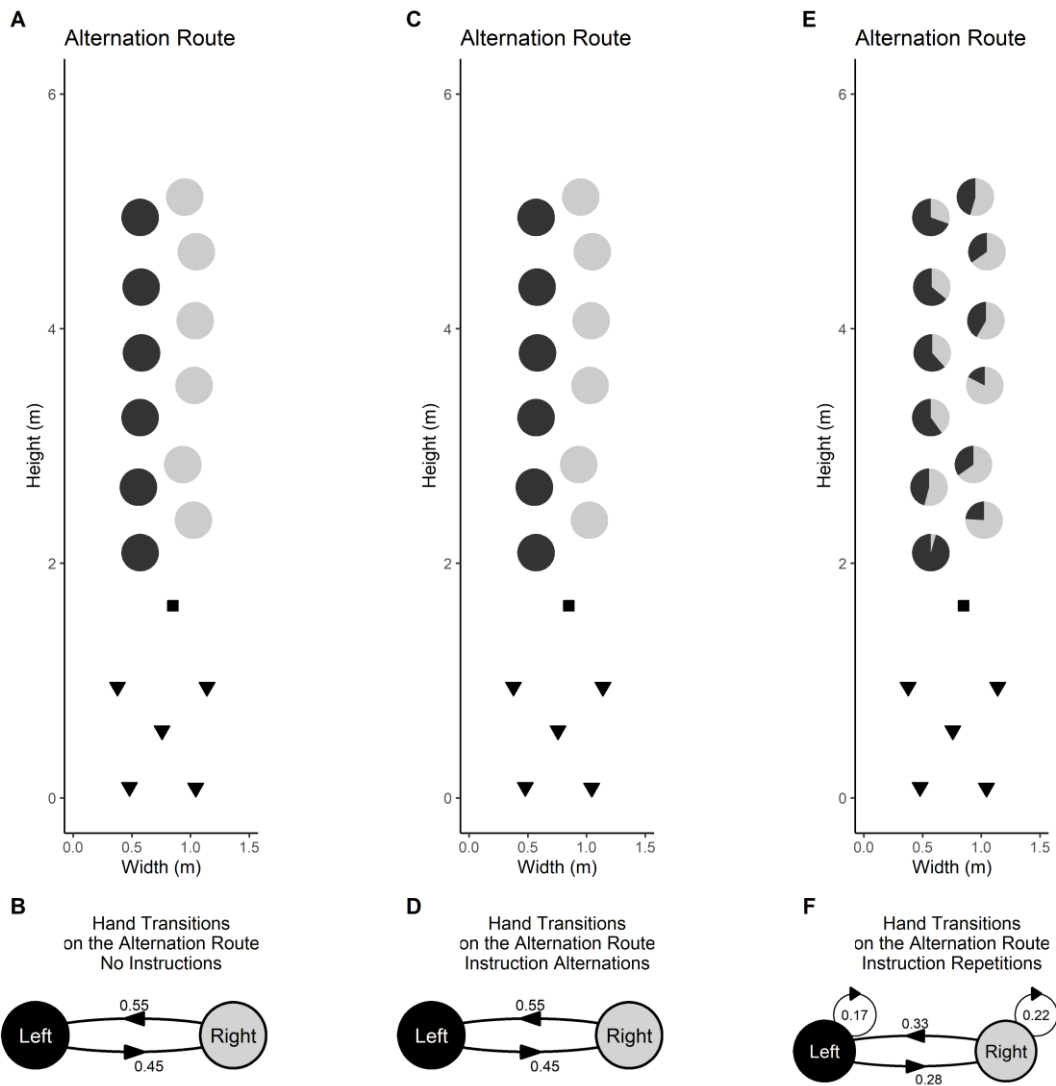 A
Alternation Route
6
4
2
0
Height (m)
0.0 0.5 1.0 1.5
Width (m)
B
Hand Transitions
on the Alternation Route
No Instructions
0.55
Left
Right
0.45
C
Alternation Route
6
4
2
0
Height (m)
0.0 0.5 1.0 1.5
Width (m)
D
Hand Transitions
on the Alternation Route
Instruction Alternations
0.55
Left
Right
0.45
E
Alternation Route
6
4
2
0
Height (m)
0.0 0.5 1.0 1.5
Width (m)
F
Hand Transitions
on the Alternation Route
Instruction Repetitions
0.17
0.22
0.33
Left
Right
0.28